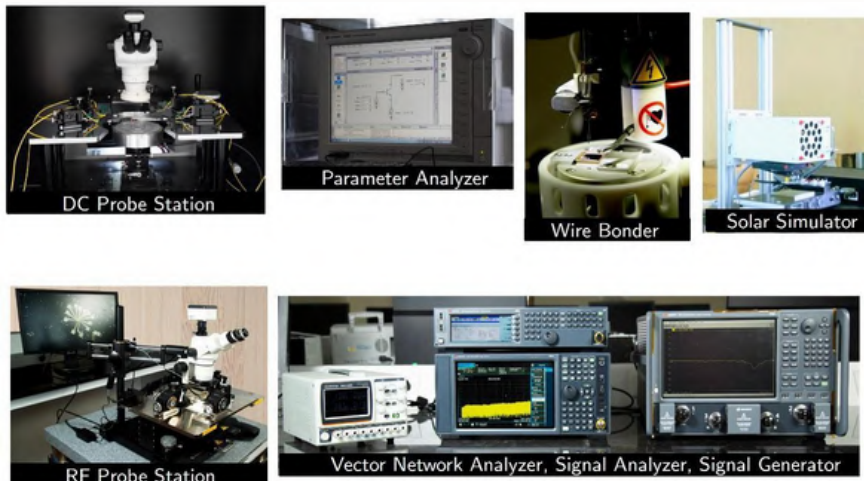 DC Probe Station
Parameter Analyzer
Wire Bonder
Solar Simulator
RF Probe Station
Vector Network Analyzer, Signal Analyzer, Signal Generator